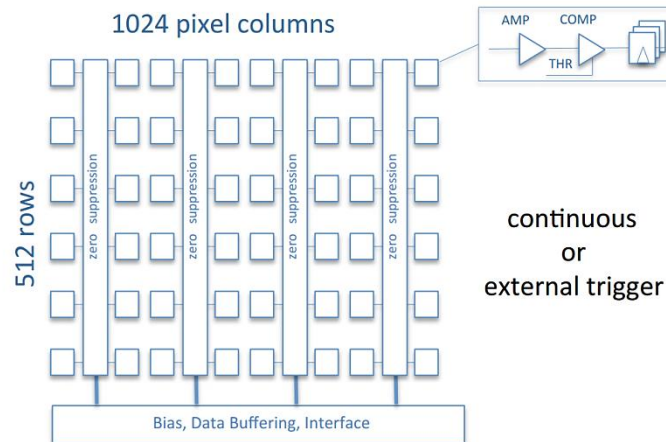 1024 pixel columns
AMP
COMP
THR
512 rows
zero suppression
zero suppression
zero suppression
zero suppression
continuous
or
external trigger
Bias, Data Buffering, Interface